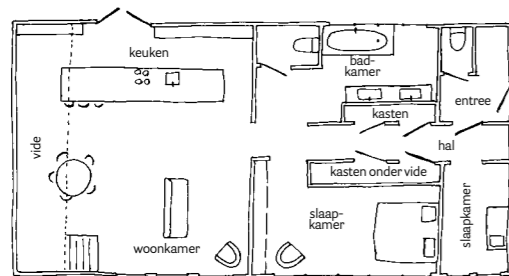 keuken
bad-
kamer
entree
kasten
vide
hal
kasten onder vide
slaap-
kamer
slaapkamer
woonkamer